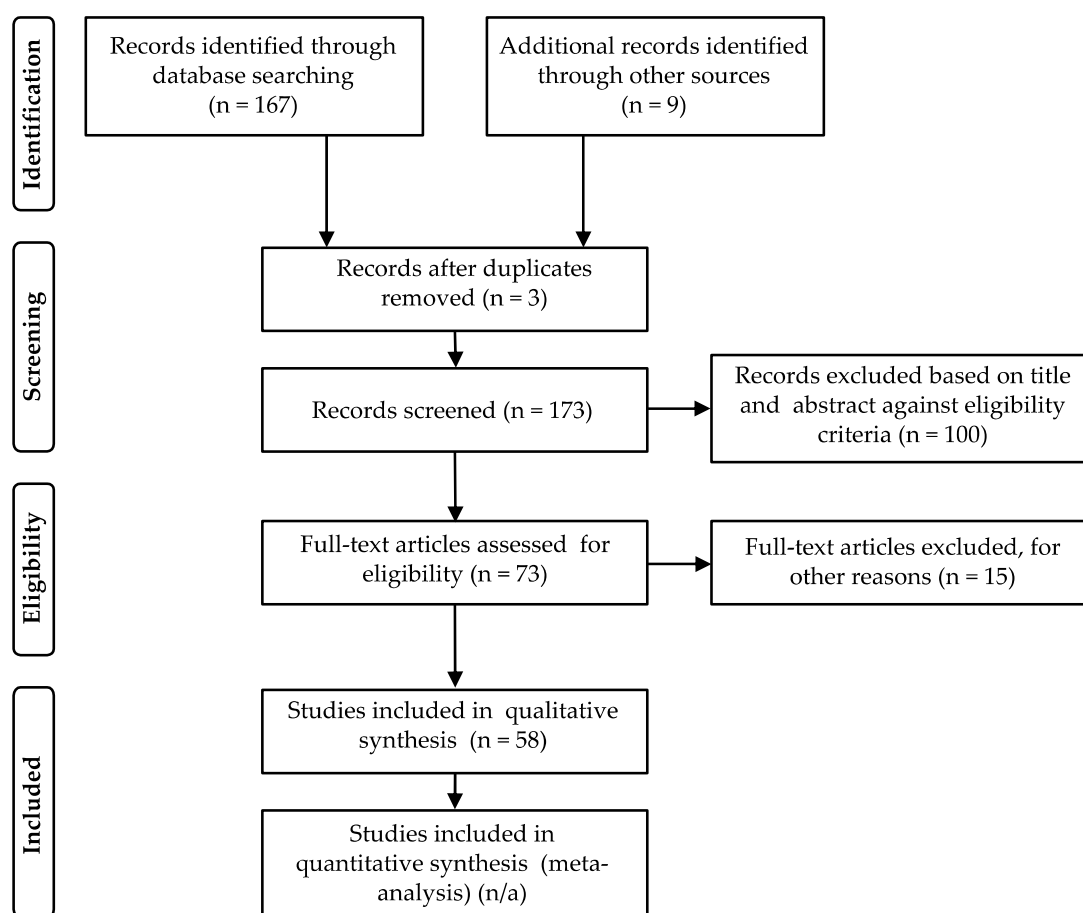 Identification
Records identified through
database searching
(n = 167)
Additional records identified
through other sources
(n = 9)
Screening
Records after duplicates
removed (n = 3)
Records screened (n = 173)
Records excluded based on title
and abstract against eligibility
criteria (n = 100)
Eligibility
Full-text articles assessed for
eligibility (n = 73)
Full-text articles excluded, for
other reasons (n = 15)
Included
Studies included in qualitative
synthesis (n = 58)
Studies included in
quantitative synthesis (meta-
analysis) (n/a)